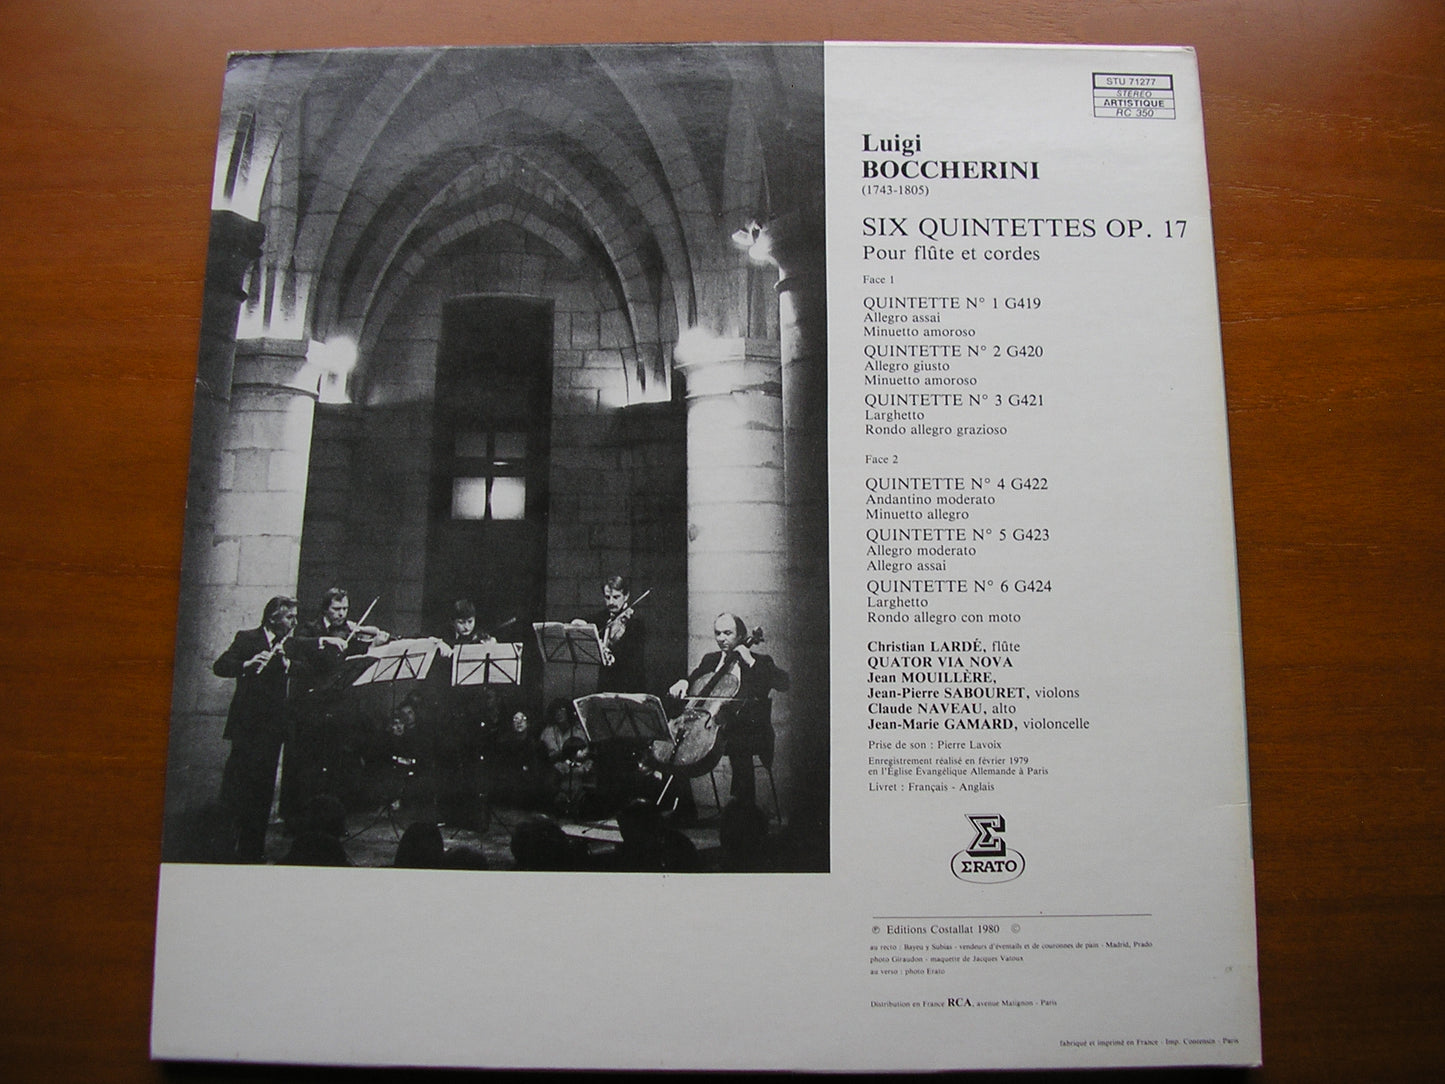 STU 71277
STEREO
ARTISTIQUE
RC 350
Luigi
BOCCHERINI
(1743-1805)
SIX QUINTETTES OP. 17
Pour flûte et cordes
Face 1
QUINTETTE N° 1 G419
Allegro assai
Minuetto amoroso
QUINTETTE N° 2 G420
Allegro giusto
Minuetto amoroso
QUINTETTE N° 3 G421
Larghetto
Rondo allegro grazioso
Face 2
QUINTETTE N° 4 G422
Andantino moderato
Minuetto allegro
QUINTETTE N° 5 G423
Allegro moderato
Allegro assai
QUINTETTE N° 6 G424
Larghetto
Rondo allegro con moto
Christian LARDÉ, flûte
QUATOR VIA NOVA
Jean MOUILLÈRE,
Jean-Pierre SABOURET, violons
Claude NAVEAU, alto
Jean-Marie GAMARD, violoncelle
Prise de son : Pierre Lavoix
Enregistrement réalisé en février 1979
en l'Église Évangélique Allemande à Paris
Livret : Français - Anglais
ΣRATO
℗ Editions Costallat 1980 ©
au recto : Bayeu y Subias - vendeurs d'éventails et de couronnes de pain - Madrid, Prado
photo Giraudon - maquette de Jacques Vatoux
au verso : photo Erato
Distribution en France RCA, avenue Matignon - Paris
fabriqué et imprimé en France - Imp. - Paris